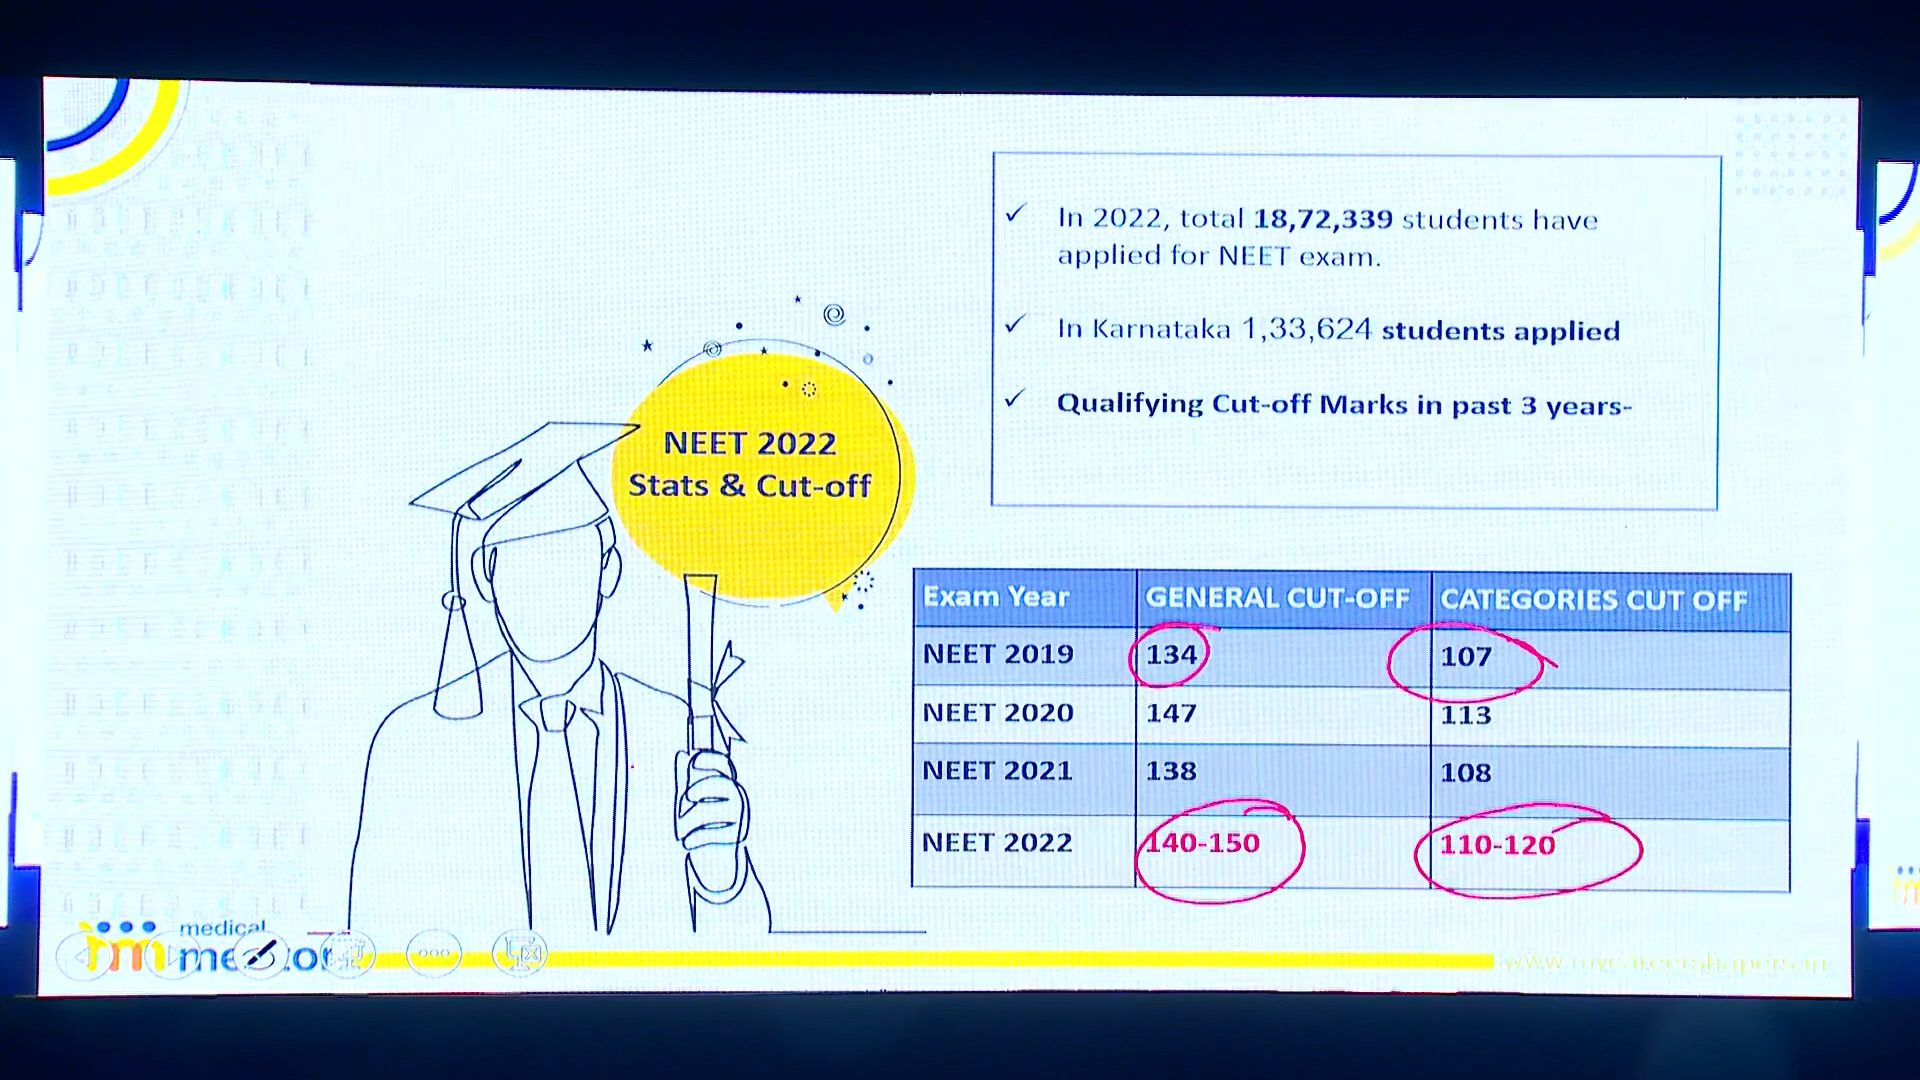 In 2022, total 18,72,339 students have
applied for NEET exam.
In Karnataka 1,33,624 students applied
Qualifying Cut-off Marks in past 3 years-
NEET 2022
Stats & Cut-off
Exam Year GENERAL CUT-OFF CATEGORIES CUT OFF
NEET 2019 134 107
NEET 2020 147 113
NEET 2021 138 108
NEET 2022 140-150 110-120
medical
www.mycareershapers.in